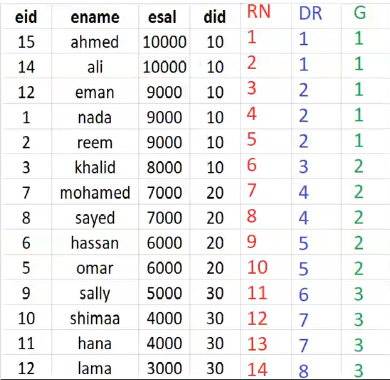 eid ename esal did RN DR G
15 ahmed 10000 10 1 1 1
14 ali 10000 10 2 1 1
12 eman 9000 10 3 2 1
1 nada 9000 10 4 2 1
2 reem 9000 10 5 2 1
3 khalid 8000 10 6 3 2
7 mohamed 7000 20 7 4 2
8 sayed 7000 20 8 4 2
6 hassan 6000 20 9 5 2
5 omar 6000 20 10 5 2
9 sally 5000 30 11 6 3
10 shimaa 4000 30 12 7 3
11 hana 4000 30 13 7 3
12 lama 3000 30 14 8 3